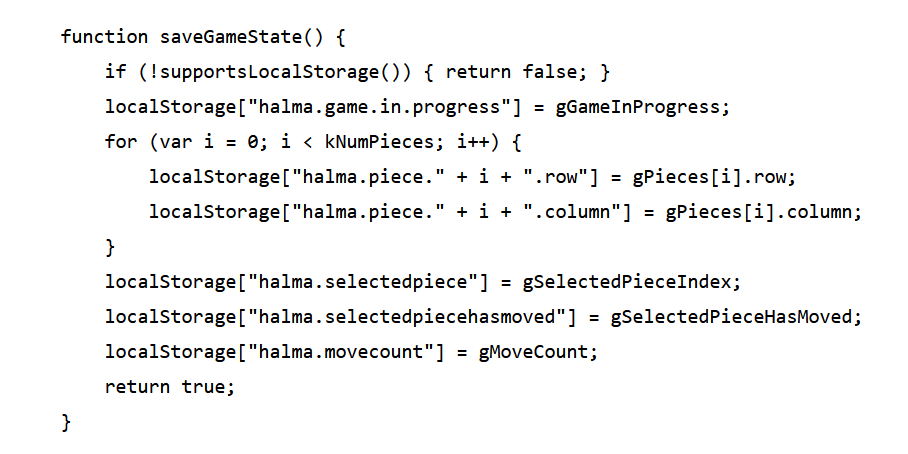 function saveGameState() {
    if (!supportsLocalStorage()) { return false; }
    localStorage["halma.game.in.progress"] = gGameInProgress;
    for (var i = 0; i < kNumPieces; i++) {
        localStorage["halma.piece." + i + ".row"] = gPieces[i].row;
        localStorage["halma.piece." + i + ".column"] = gPieces[i].column;
    }
    localStorage["halma.selectedpiece"] = gSelectedPieceIndex;
    localStorage["halma.selectedpiecehasmoved"] = gSelectedPieceHasMoved;
    localStorage["halma.movecount"] = gMoveCount;
    return true;
}